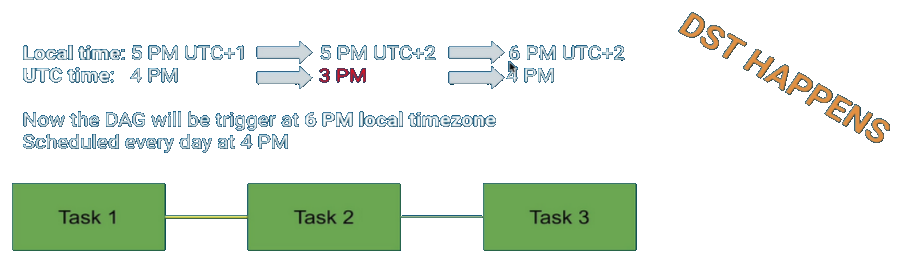 Local time: 5 PM UTC+1 5 PM UTC+2 6 PM UTC+2
UTC time: 4 PM 3 PM 4 PM
Now the DAG will be trigger at 6 PM local timezone
Scheduled every day at 4 PM
DST HAPPENS
Task 1 Task 2 Task 3